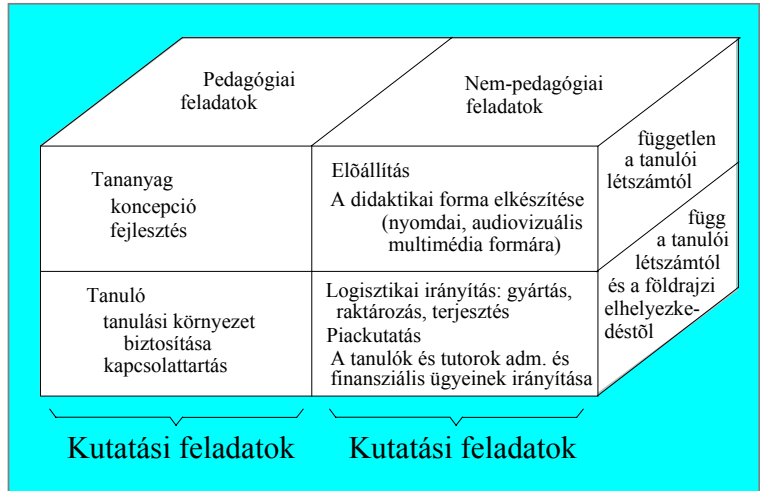 Pedagógiai
feladatok
Nem-pedagógiai
feladatok
független
a tanulói
létszámtól
Tananyag
koncepció
fejlesztés
Elõállítás
A didaktikai forma elkészítése
(nyomdai, audiovizuális
multimédia formára)
függ
a tanulói
létszámtól
és a földrajzi
elhelyezke-
déstõl
Tanuló
tanulási környezet
biztosítása
kapcsolattartás
Logisztikai irányítás: gyártás,
raktározás, terjesztés
Piackutatás
A tanulók és tutorok adm. és
finansziális ügyeinek irányítása
Kutatási feladatok
Kutatási feladatok